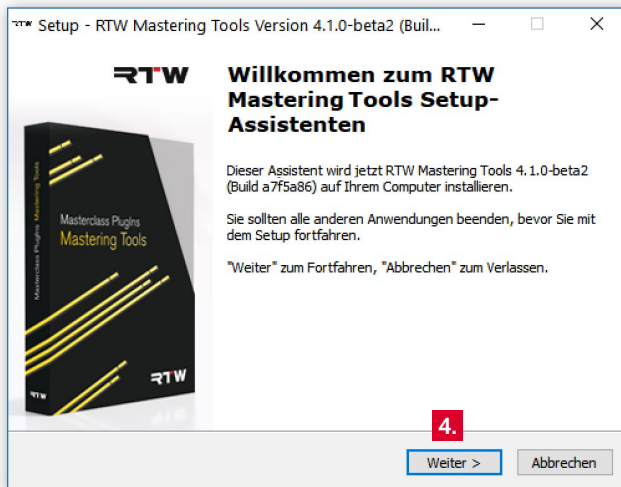 RTW Setup - RTW Mastering Tools Version 4.1.0-beta2 (Buil...
RTW
Willkommen zum RTW
Mastering Tools Setup-
Assistenten
Dieser Assistent wird jetzt RTW Mastering Tools 4.1.0-beta2
(Build a7f5a86) auf Ihrem Computer installieren.
Sie sollten alle anderen Anwendungen beenden, bevor Sie mit
dem Setup fortfahren.
"Weiter" zum Fortfahren, "Abbrechen" zum Verlassen.
Masterclass PlugIns Mastering Tools
RTW
Masterclass PlugIns
Mastering Tools
RTW
4.
Weiter >
Abbrechen